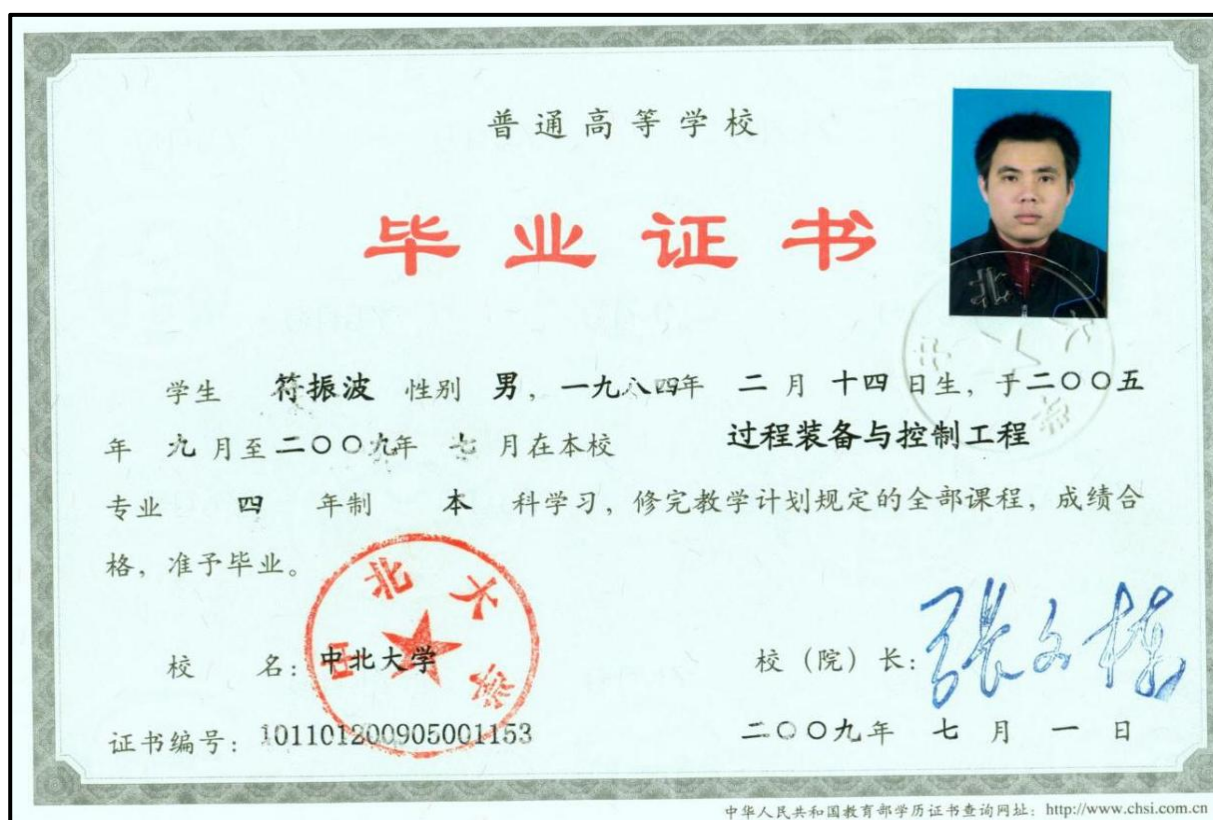 普通高等学校
毕业证书
学生 符振波 性别 男，一九八四年 二月 十四 日生，于二〇〇五
年 九 月至二〇〇九年 七 月在本校 过程装备与控制工程
专业 四 年制 本 科学习，修完教学计划规定的全部课程，成绩合
格，准予毕业。
校 名：中北大学 校（院）长：张文栋
中北大学
证书编号：101101200905001153 二〇〇九年 七 月 一 日
中华人民共和国教育部学历证书查询网址：http://www.chsi.com.cn